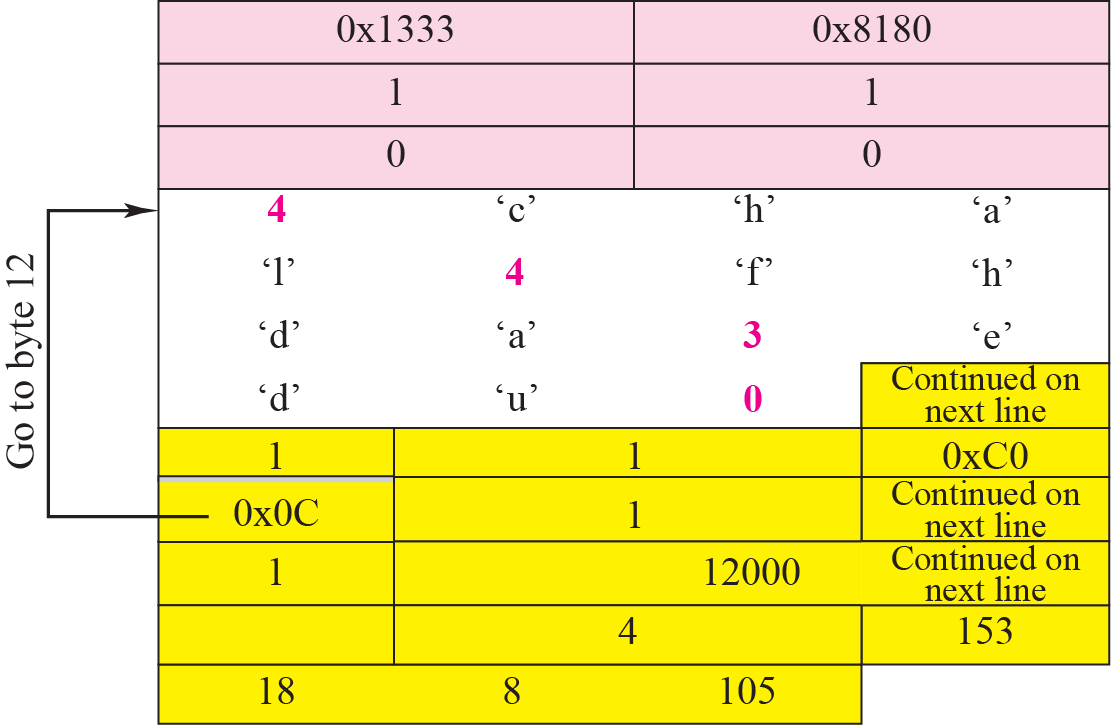 0x1333 0x8180
1 1
0 0
4 ‘c’ ‘h’ ‘a’
‘l’ 4 ‘f’ ‘h’
‘d’ ‘a’ 3 ‘e’
‘d’ ‘u’ 0 Continued on
next line
1 1 0xC0
0x0C 1 Continued on
next line
1 12000 Continued on
next line
4 153
18 8 105
Go to byte 12